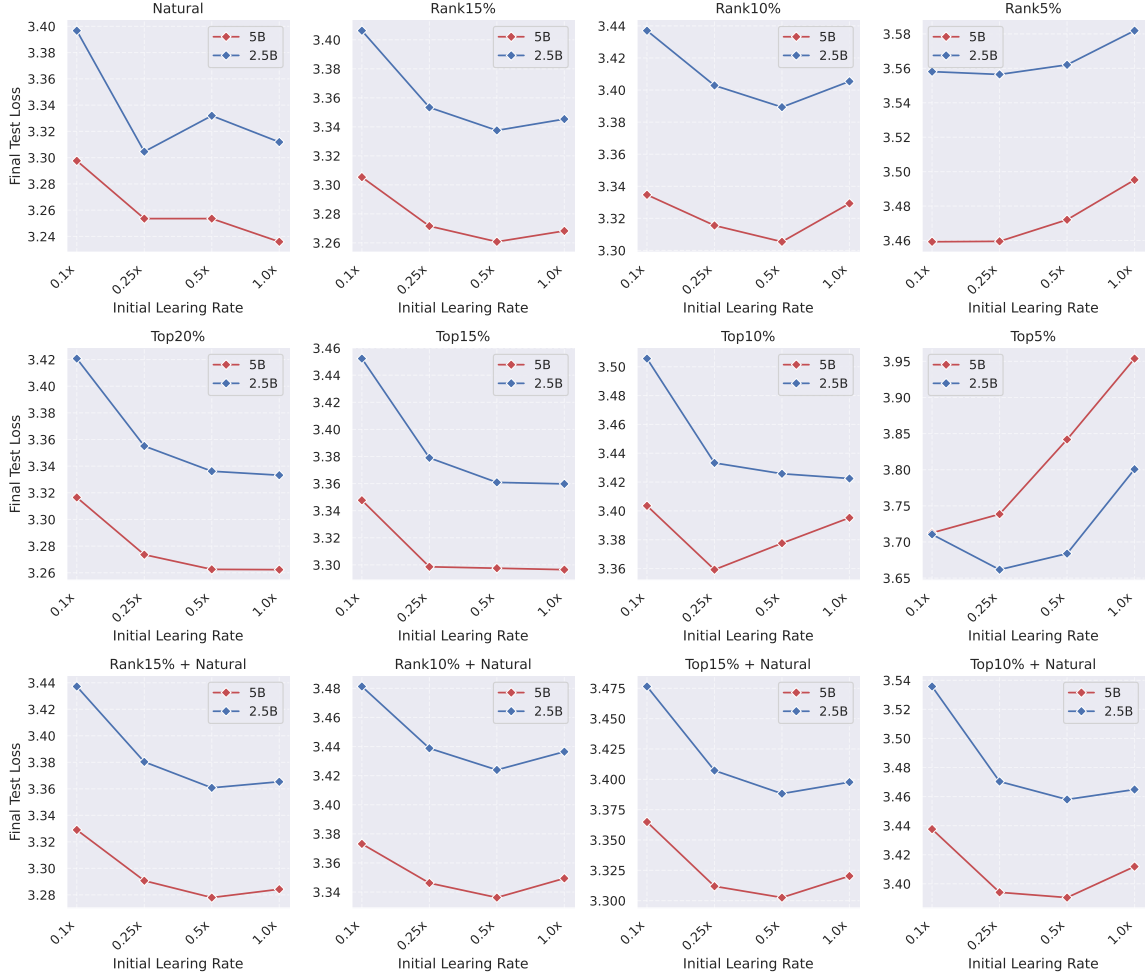 Natural
Final Test Loss
3.40
3.38
3.36
3.34
3.32
3.30
3.28
3.26
3.24
5B
2.5B
0.1x
0.25x
0.5x
1.0x
Initial Learing Rate
Rank15%
3.40
3.38
3.36
3.34
3.32
3.30
3.28
3.26
5B
2.5B
0.1x
0.25x
0.5x
1.0x
Initial Learing Rate
Rank10%
3.44
3.42
3.40
3.38
3.36
3.34
3.32
3.30
5B
2.5B
0.1x
0.25x
0.5x
1.0x
Initial Learing Rate
Rank5%
3.58
3.56
3.54
3.52
3.50
3.48
3.46
5B
2.5B
0.1x
0.25x
0.5x
1.0x
Initial Learing Rate
Top20%
Final Test Loss
3.42
3.40
3.38
3.36
3.34
3.32
3.30
3.28
3.26
5B
2.5B
0.1x
0.25x
0.5x
1.0x
Initial Learing Rate
Top15%
3.46
3.44
3.42
3.40
3.38
3.36
3.34
3.32
3.30
5B
2.5B
0.1x
0.25x
0.5x
1.0x
Initial Learing Rate
Top10%
3.50
3.48
3.46
3.44
3.42
3.40
3.38
3.36
5B
2.5B
0.1x
0.25x
0.5x
1.0x
Initial Learing Rate
Top5%
3.95
3.90
3.85
3.80
3.75
3.70
3.65
5B
2.5B
0.1x
0.25x
0.5x
1.0x
Initial Learing Rate
Rank15% + Natural
Final Test Loss
3.44
3.42
3.40
3.38
3.36
3.34
3.32
3.30
3.28
5B
2.5B
0.1x
0.25x
0.5x
1.0x
Initial Learing Rate
Rank10% + Natural
3.48
3.46
3.44
3.42
3.40
3.38
3.36
3.34
5B
2.5B
0.1x
0.25x
0.5x
1.0x
Initial Learing Rate
Top15% + Natural
3.475
3.450
3.425
3.400
3.375
3.350
3.325
3.300
5B
2.5B
0.1x
0.25x
0.5x
1.0x
Initial Learing Rate
Top10% + Natural
3.54
3.52
3.50
3.48
3.46
3.44
3.42
3.40
5B
2.5B
0.1x
0.25x
0.5x
1.0x
Initial Learing Rate